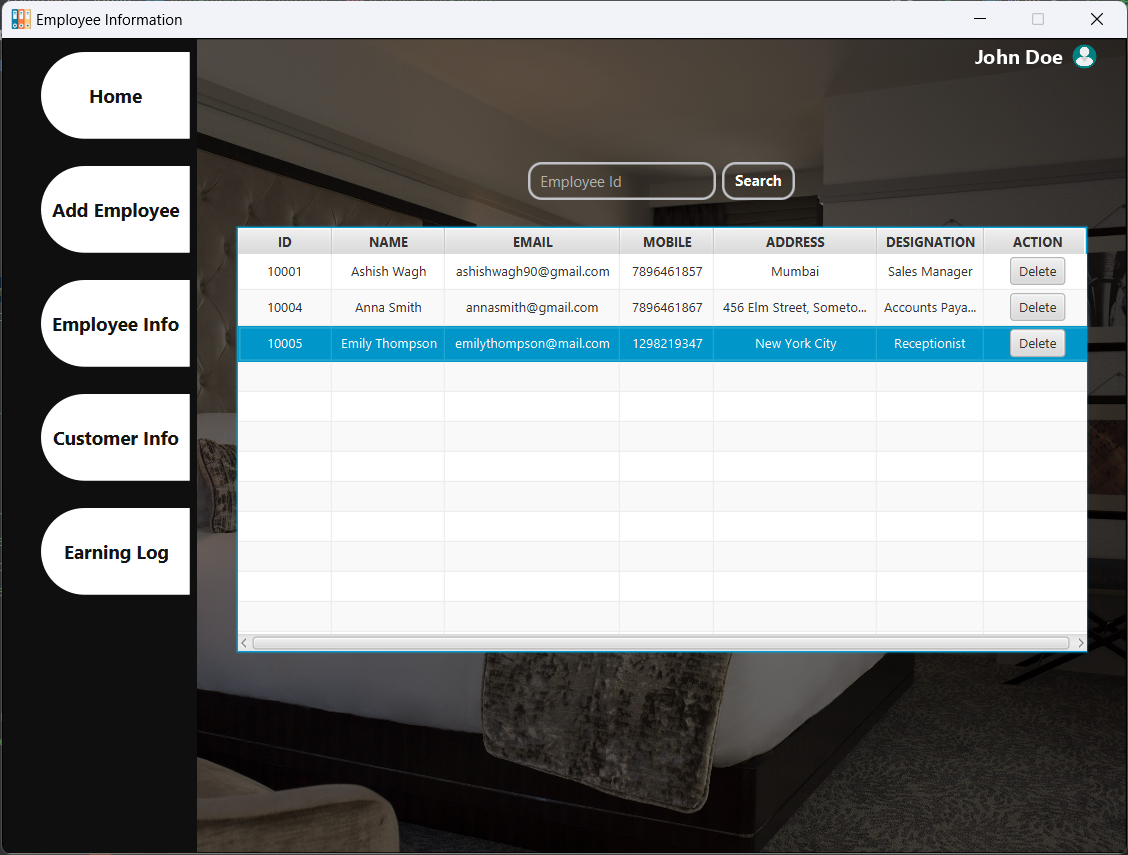 Employee Information
John Doe
Home
Add Employee
Employee Info
Customer Info
Earning Log
Employee Id Search
ID NAME EMAIL MOBILE ADDRESS DESIGNATION ACTION
10001 Ashish Wagh ashishwagh90@gmail.com 7896461857 Mumbai Sales Manager Delete
10004 Anna Smith annasmith@gmail.com 7896461867 456 Elm Street, Someto... Accounts Paya... Delete
10005 Emily Thompson emilythompson@mail.com 1298219347 New York City Receptionist Delete